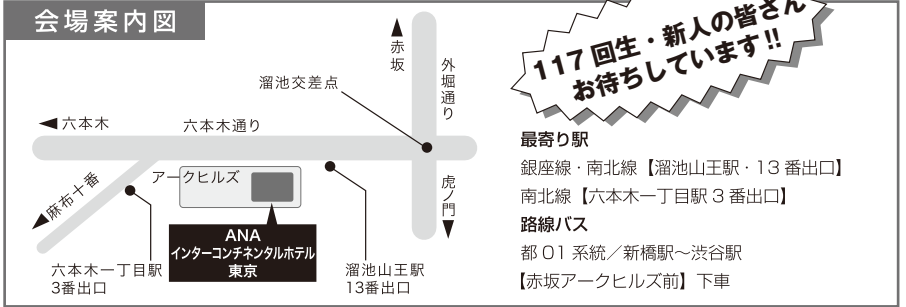 会場案内図
117回生・新人の皆さん
お待ちしています!!
赤坂
外堀通り
溜池交差点
六本木
六本木通り
アークヒルズ
麻布十番
虎ノ門
ANA
インターコンチネンタルホテル
東京
六本木一丁目駅
3番出口
溜池山王駅
13番出口
最寄り駅
銀座線・南北線【溜池山王駅・13番出口】
南北線【六本木一丁目駅3番出口】
路線バス
都01系統／新橋駅〜渋谷駅
【赤坂アークヒルズ前】下車